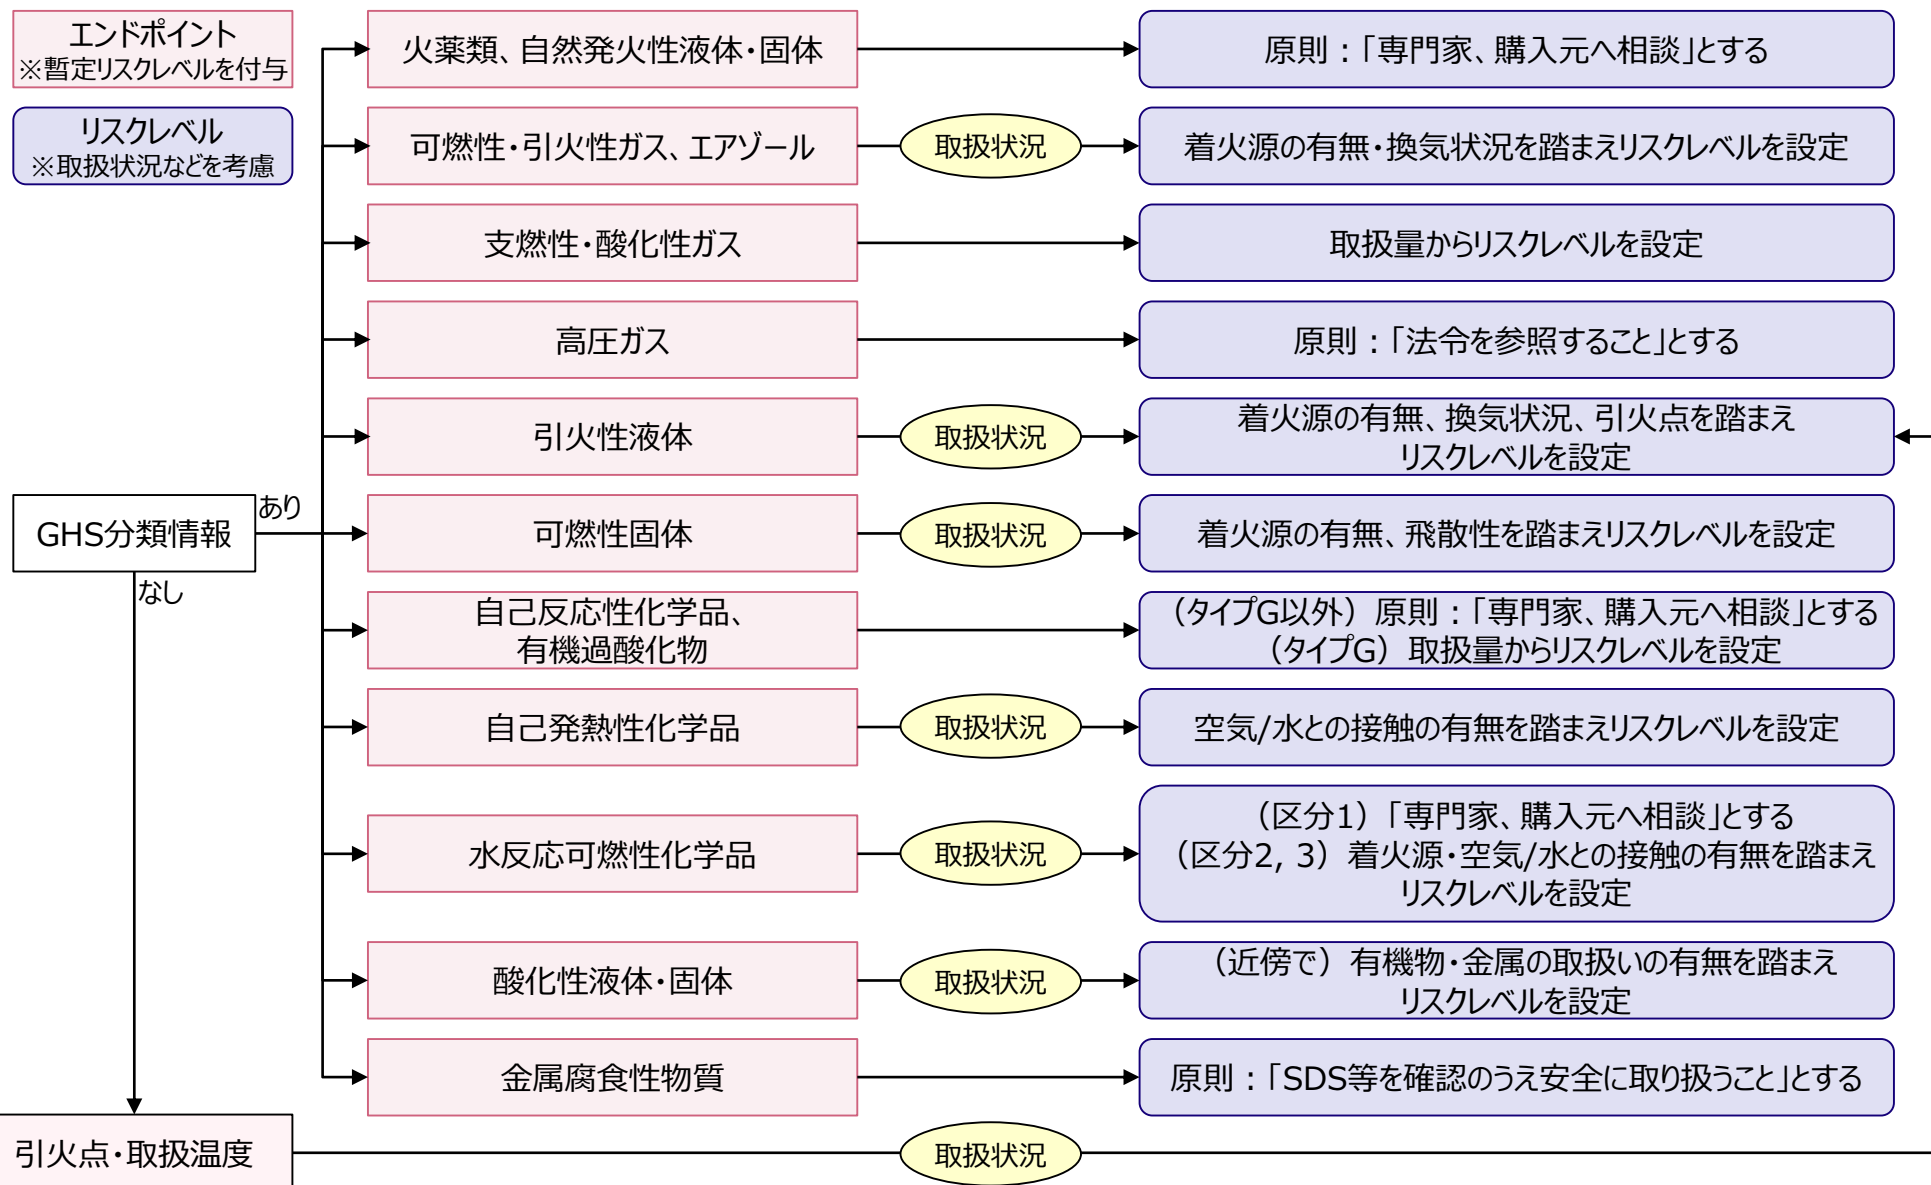 エンドポイント
※暫定リスクレベルを付与
リスクレベル
※取扱状況などを考慮
火薬類、自然発火性液体・固体
原則：「専門家、購入元へ相談」とする
可燃性・引火性ガス、エアゾール
取扱状況
着火源の有無・換気状況を踏まえリスクレベルを設定
支燃性・酸化性ガス
取扱量からリスクレベルを設定
高圧ガス
原則：「法令を参照すること」とする
引火性液体
取扱状況
着火源の有無、換気状況、引火点を踏まえ
リスクレベルを設定
GHS分類情報
あり
なし
可燃性固体
取扱状況
着火源の有無、飛散性を踏まえリスクレベルを設定
自己反応性化学品、
有機過酸化物
（タイプG以外）原則：「専門家、購入元へ相談」とする
（タイプG）取扱量からリスクレベルを設定
自己発熱性化学品
取扱状況
空気/水との接触の有無を踏まえリスクレベルを設定
水反応可燃性化学品
取扱状況
（区分1）「専門家、購入元へ相談」とする
（区分2, 3）着火源・空気/水との接触の有無を踏まえ
リスクレベルを設定
酸化性液体・固体
取扱状況
（近傍で）有機物・金属の取扱いの有無を踏まえ
リスクレベルを設定
金属腐食性物質
原則：「SDS等を確認のうえ安全に取り扱うこと」とする
引火点・取扱温度
取扱状況